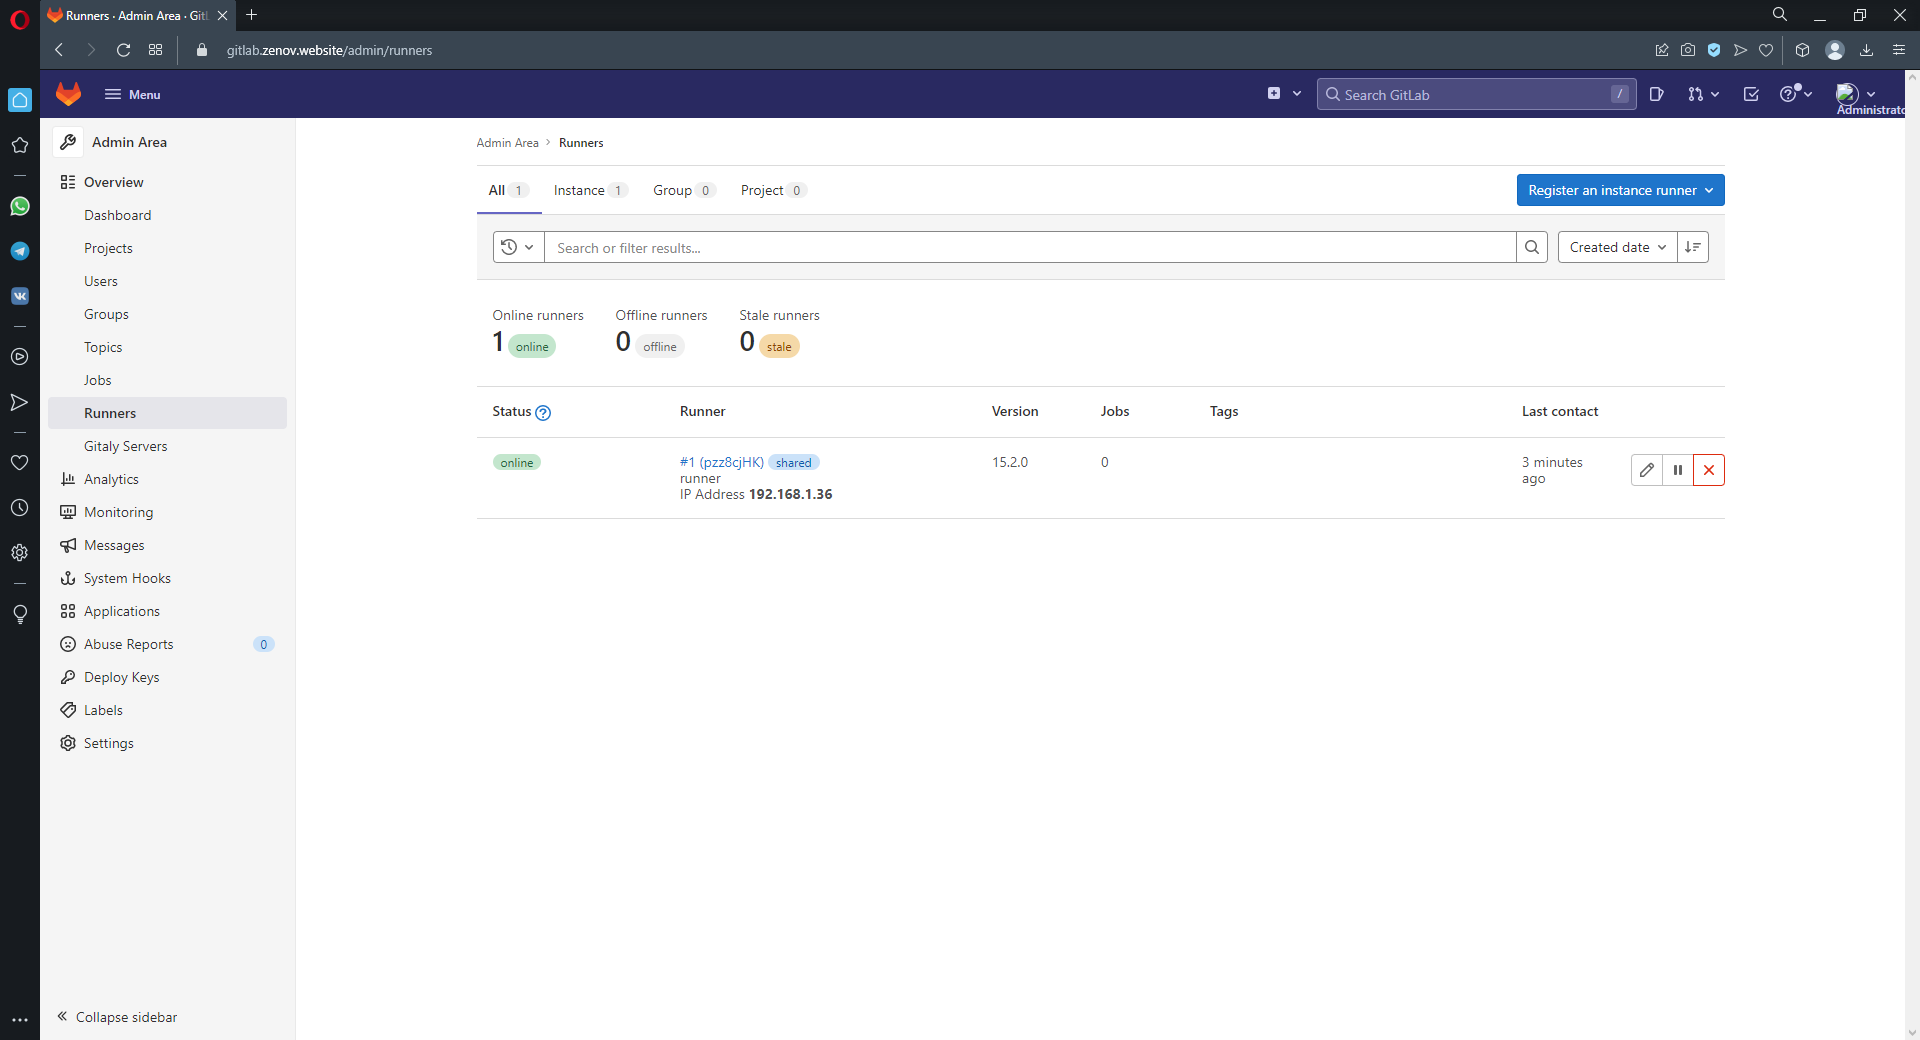 Runners · Admin Area · Git
gitlab.zenov.website/admin/runners
Menu
Search GitLab
/
Administrato
Admin Area
Overview
Dashboard
Projects
Users
Groups
Topics
Jobs
Runners
Gitaly Servers
Analytics
Monitoring
Messages
System Hooks
Applications
Abuse Reports 0
Deploy Keys
Labels
Settings
Collapse sidebar
Admin Area › Runners
All 1 Instance 1 Group 0 Project 0
Register an instance runner
Search or filter results...
Created date
Online runners Offline runners Stale runners
1 online 0 offline 0 stale
Status Runner Version Jobs Tags Last contact
online #1 (pzz8cjHK) shared 15.2.0 0 3 minutes
runner ago
IP Address 192.168.1.36